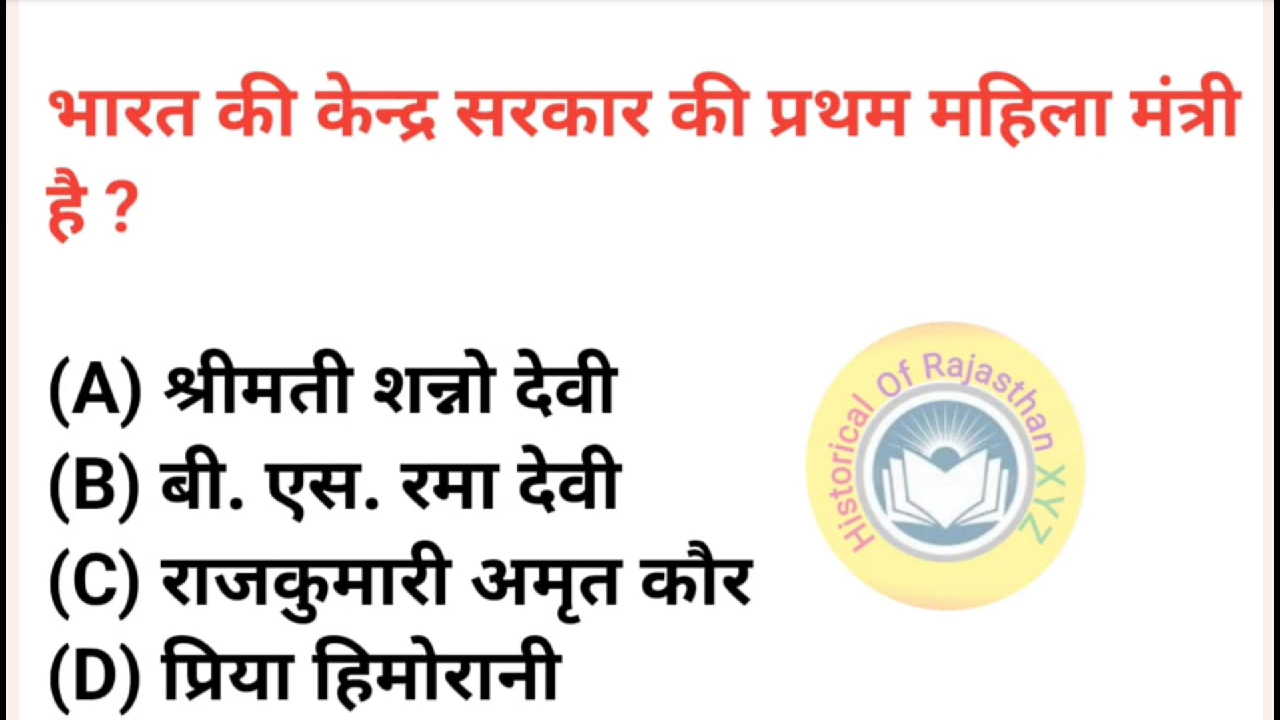 भारत की केन्द्र सरकार की प्रथम महिला मंत्री
है ?
(A) श्रीमती शन्नो देवी
(B) बी. एस. रमा देवी
(C) राजकुमारी अमृत कौर
(D) प्रिया हिमोरानी
Historical Of Rajasthan XYZ